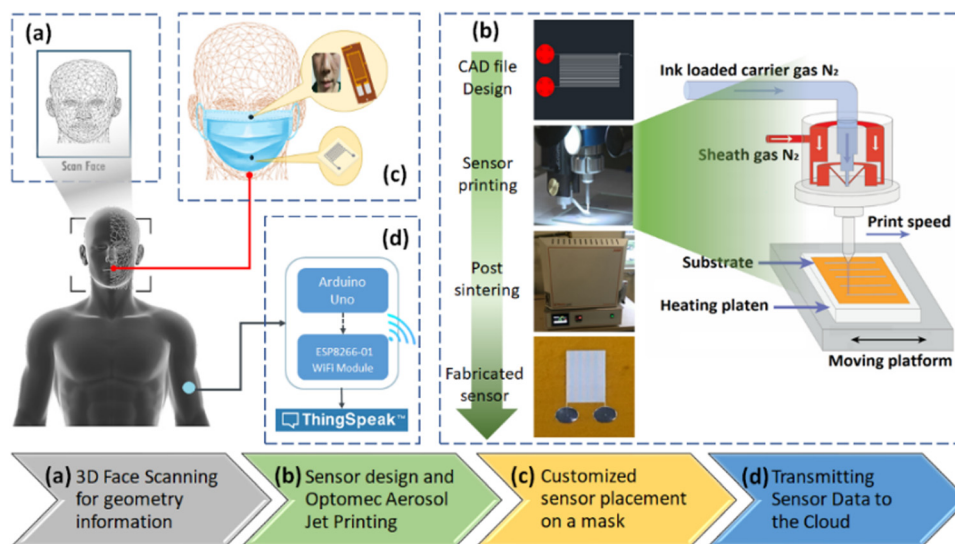 (a)
Scan Face
(c)
(d)
Arduino
Uno
ESP8266-01
WIFI Module
ThingSpeak™
(b)
CAD file
Design
Sensor
printing
Post
sintering
Fabricated
sensor
Ink loaded carrier gas N₂
Sheath gas N₂
Print speed
Substrate
Heating platen
Moving platform
(a) 3D Face Scanning
for geometry
information
(b) Sensor design and
Optomec Aerosol
Jet Printing
(c) Customized
sensor placement
on a mask
(d) Transmitting
Sensor Data to
the Cloud